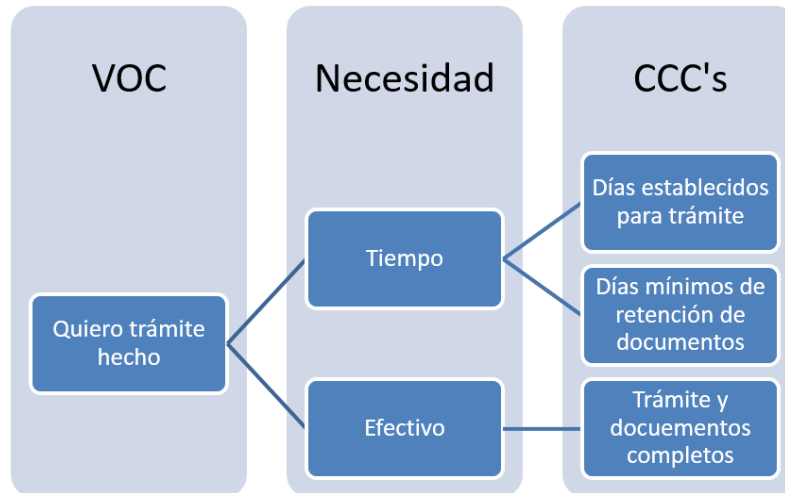 VOC
Necesidad
CCC's
Quiero trámite
hecho
Tiempo
Efectivo
Días establecidos
para trámite
Días mínimos de
retención de
documentos
Trámite y
docuementos
completos